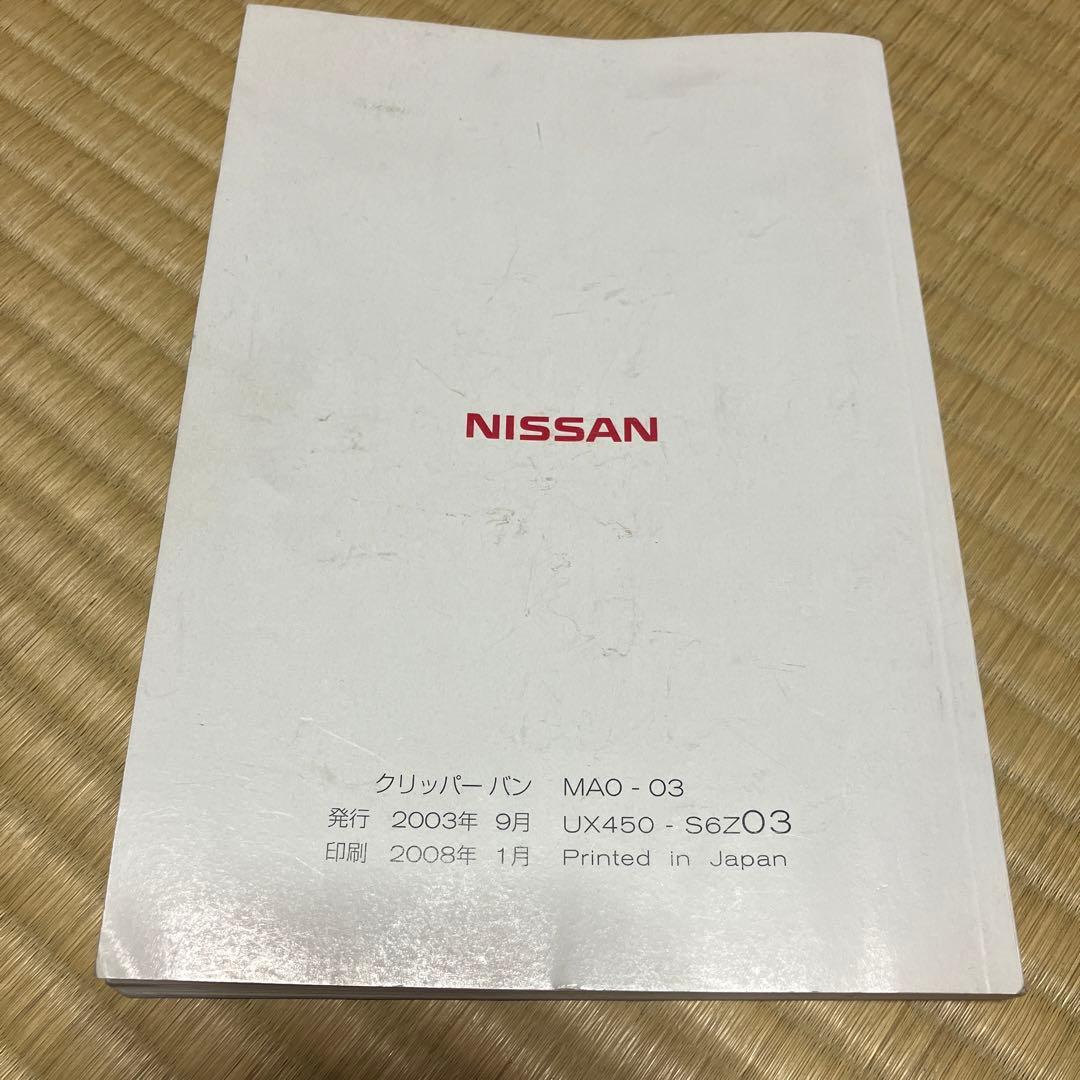 NISSAN
クリッパー バン MA0 - 03
発行 2003年 9月 UX450 - S6Z03
印刷 2008年 1月 Printed in Japan